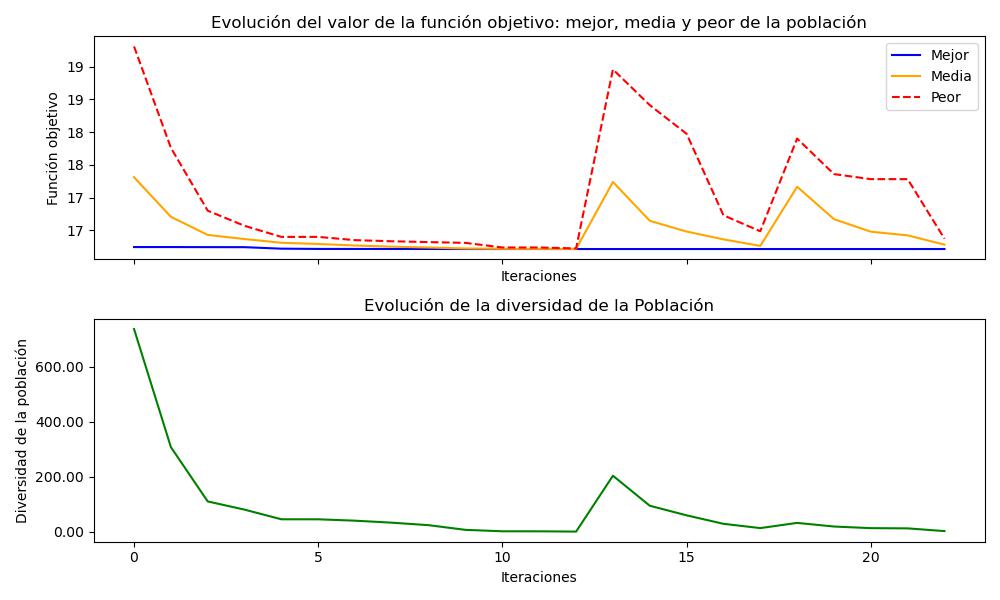 Evolución del valor de la función objetivo: mejor, media y peor de la población
Función objetivo
19
19
18
18
17
17
Mejor
Media
Peor
Iteraciones
Evolución de la diversidad de la Población
Diversidad de la población
600.00
400.00
200.00
0.00
0 5 10 15 20
Iteraciones